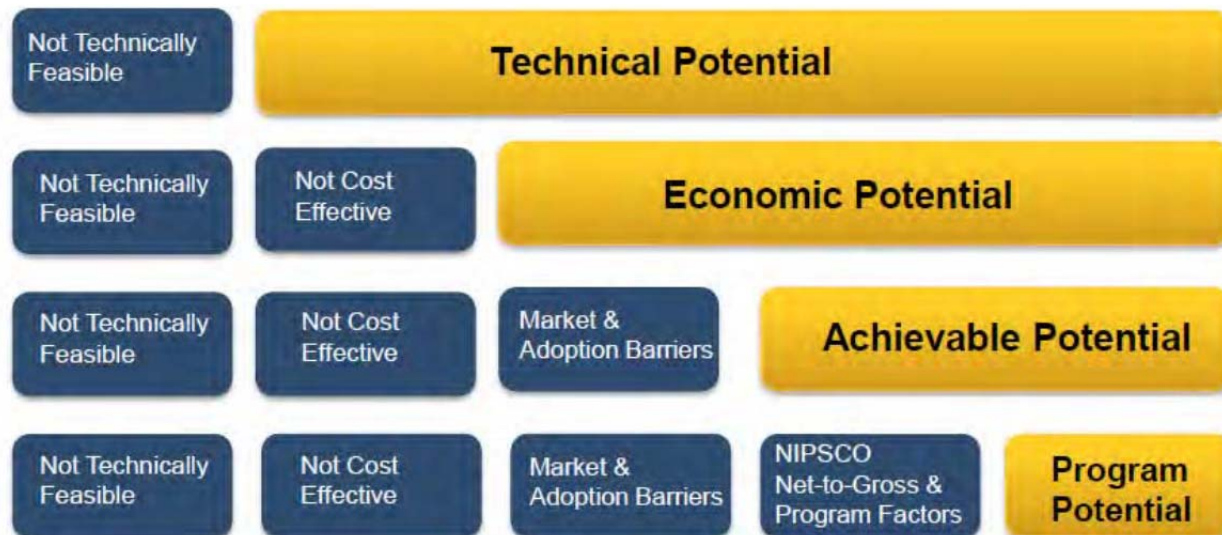 Not Technically
Feasible
Technical Potential
Not Technically
Feasible
Not Cost
Effective
Economic Potential
Not Technically
Feasible
Not Cost
Effective
Market &
Adoption Barriers
Achievable Potential
Not Technically
Feasible
Not Cost
Effective
Market &
Adoption Barriers
NIPSCO
Net-to-Gross &
Program Factors
Program
Potential